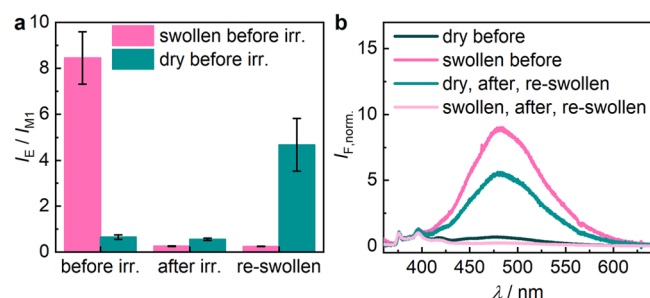 a
swollen before irr.
dry before irr.
10
8
6
4
2
0
I_E / I_M1
before irr. after irr. re-swollen
b
dry before
swollen before
dry, after, re-swollen
swollen, after, re-swollen
15
10
5
0
I_F,norm.
400 450 500 550 600
λ / nm